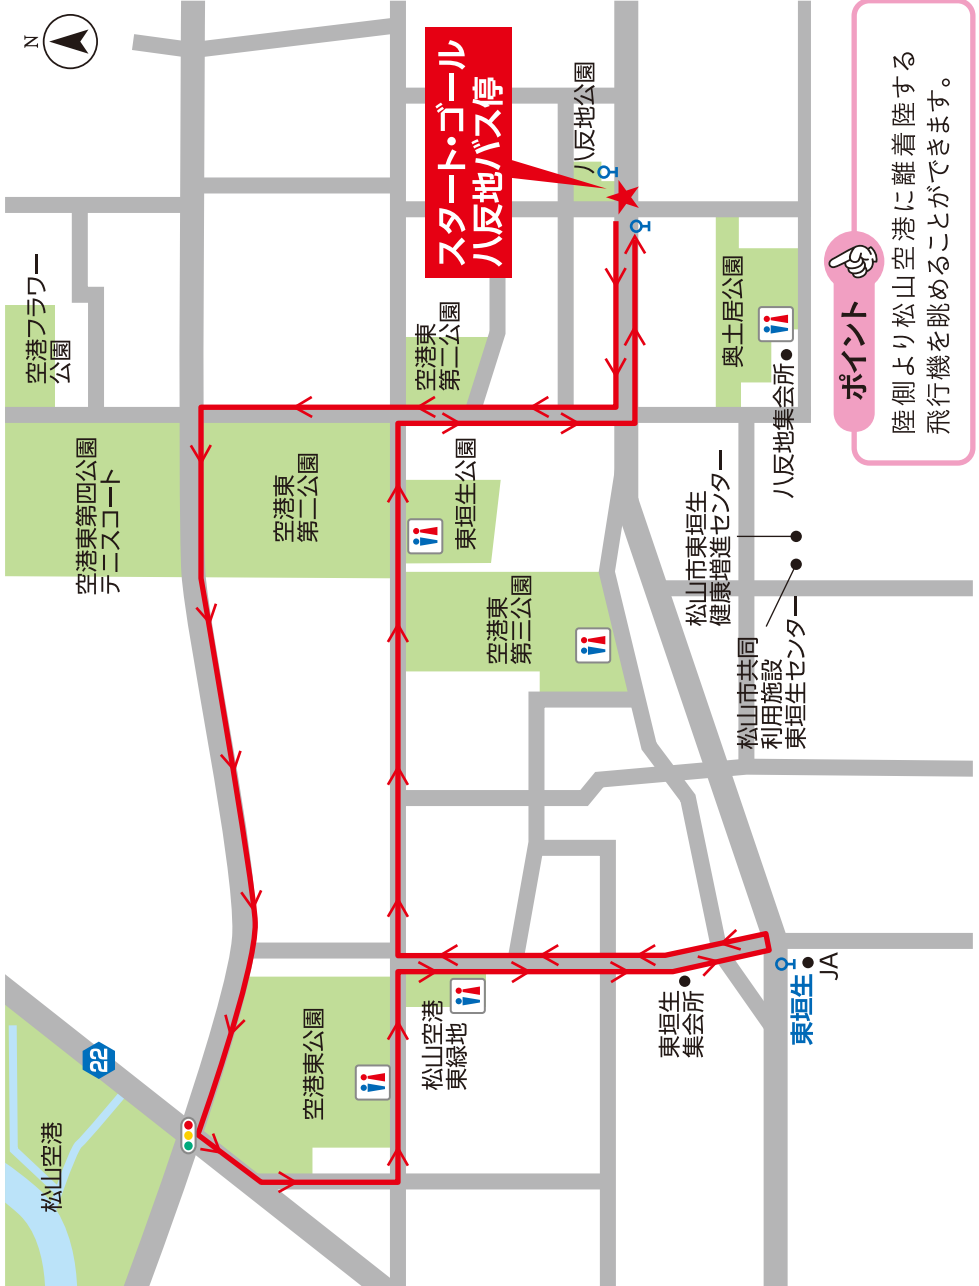 N
スタート・ゴール
八反地バス停
八反地公園
空港フラワー
公園
空港東
第二公園
奥土居公園
八反地集会所
空港東第四公園
テニスコート
空港東
第二公園
東垣生公園
空港東
第三公園
松山市東垣生
健康増進センター
松山市共同
利用施設
東垣生センター
松山空港
22
空港東公園
松山空港
東緑地
東垣生
集会所
東垣生
JA
ポイント
陸側より松山空港に離着陸する
飛行機を眺めることができます。